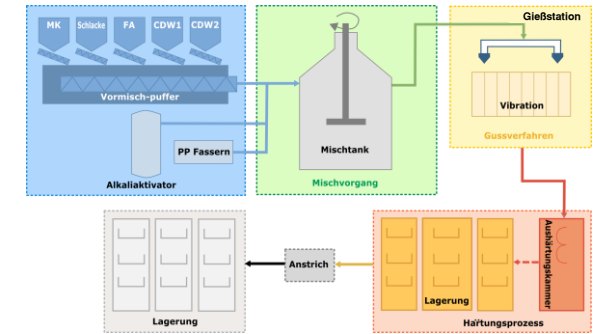 MK
Schlacke
FA
CDW1
CDW2
Vormisch-puffer
PP Fassern
Alkaliaktivator
Mischtank
Mischvorgang
Gießstation
Vibration
Gussverfahren
Aushärtungskammer
Lagerung
Härtungsprozess
Anstrich
Lagerung